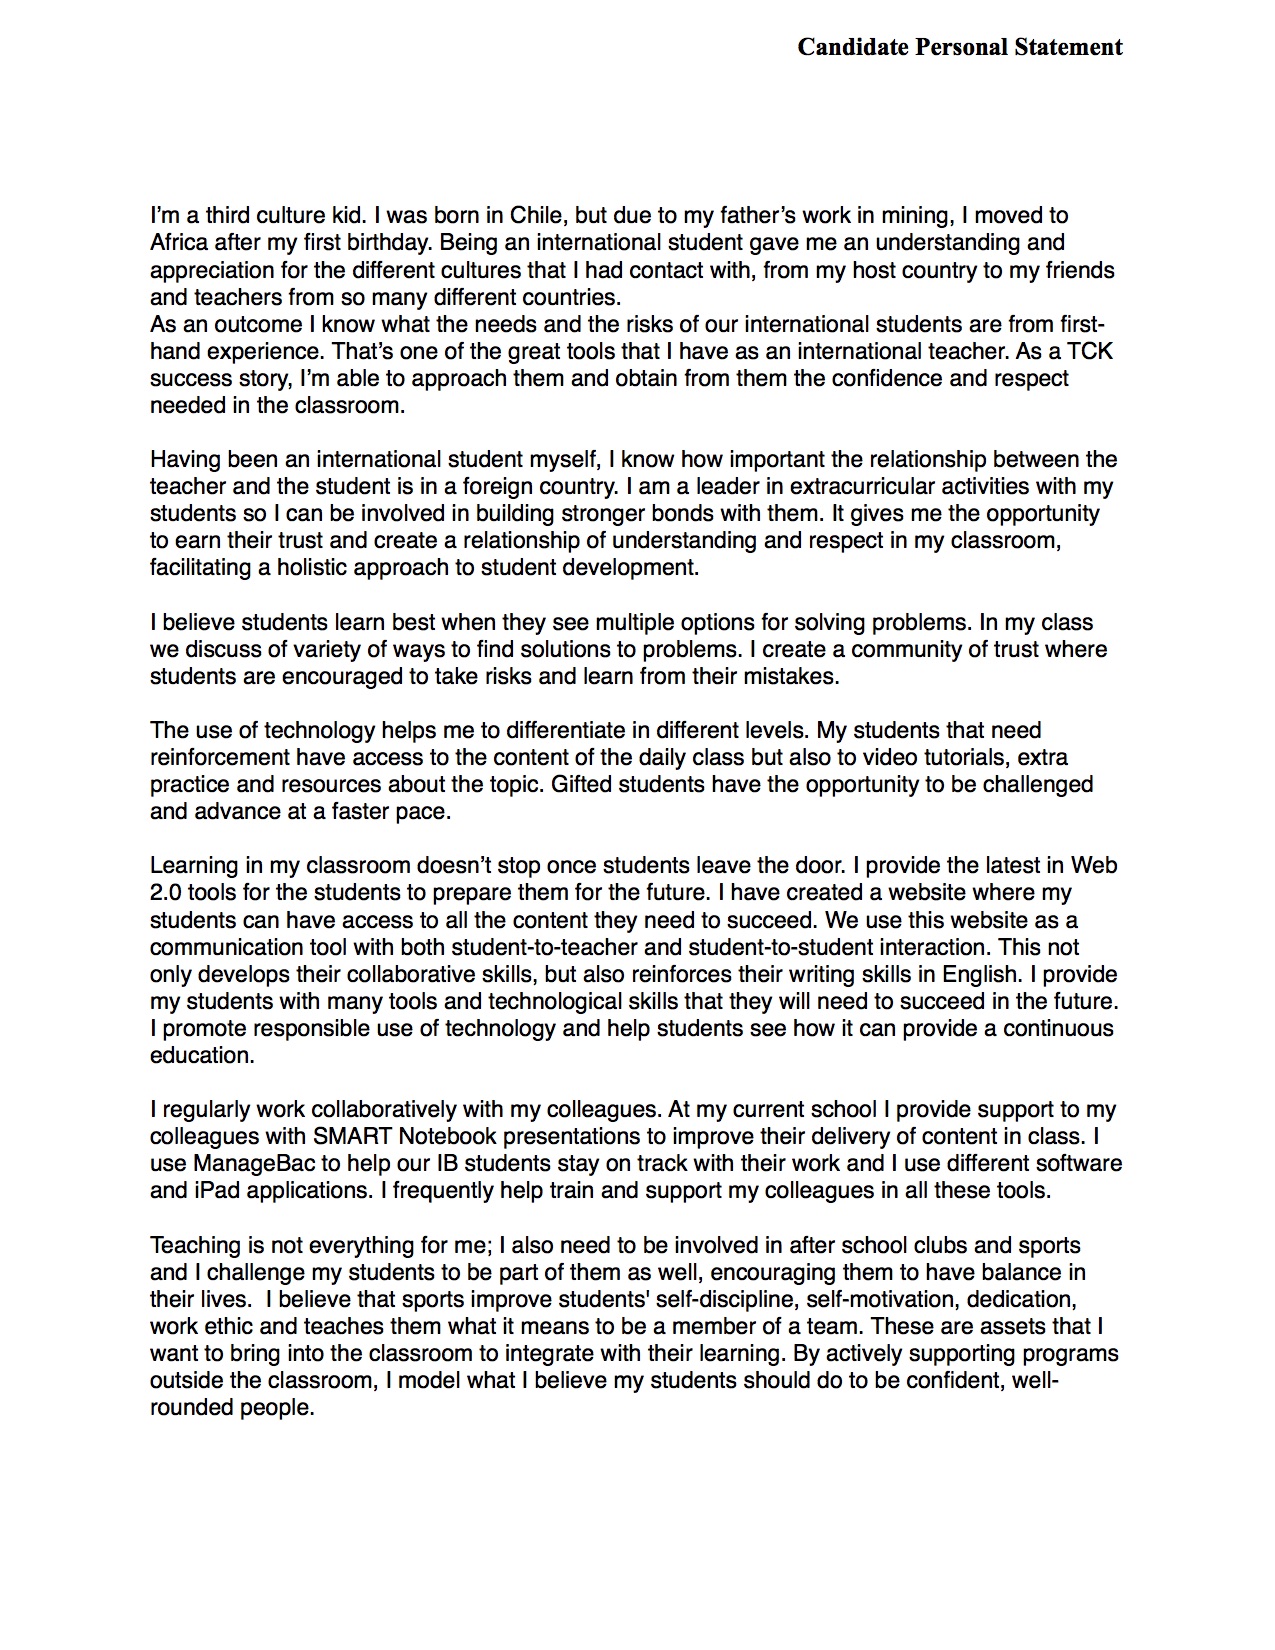 Candidate Personal Statement
I’m a third culture kid. I was born in Chile, but due to my father’s work in mining, I moved to
Africa after my first birthday. Being an international student gave me an understanding and
appreciation for the different cultures that I had contact with, from my host country to my friends
and teachers from so many different countries.
As an outcome I know what the needs and the risks of our international students are from first-
hand experience. That’s one of the great tools that I have as an international teacher. As a TCK
success story, I’m able to approach them and obtain from them the confidence and respect
needed in the classroom.
Having been an international student myself, I know how important the relationship between the
teacher and the student is in a foreign country. I am a leader in extracurricular activities with my
students so I can be involved in building stronger bonds with them. It gives me the opportunity
to earn their trust and create a relationship of understanding and respect in my classroom,
facilitating a holistic approach to student development.
I believe students learn best when they see multiple options for solving problems. In my class
we discuss of variety of ways to find solutions to problems. I create a community of trust where
students are encouraged to take risks and learn from their mistakes.
The use of technology helps me to differentiate in different levels. My students that need
reinforcement have access to the content of the daily class but also to video tutorials, extra
practice and resources about the topic. Gifted students have the opportunity to be challenged
and advance at a faster pace.
Learning in my classroom doesn’t stop once students leave the door. I provide the latest in Web
2.0 tools for the students to prepare them for the future. I have created a website where my
students can have access to all the content they need to succeed. We use this website as a
communication tool with both student-to-teacher and student-to-student interaction. This not
only develops their collaborative skills, but also reinforces their writing skills in English. I provide
my students with many tools and technological skills that they will need to succeed in the future.
I promote responsible use of technology and help students see how it can provide a continuous
education.
I regularly work collaboratively with my colleagues. At my current school I provide support to my
colleagues with SMART Notebook presentations to improve their delivery of content in class. I
use ManageBac to help our IB students stay on track with their work and I use different software
and iPad applications. I frequently help train and support my colleagues in all these tools.
Teaching is not everything for me; I also need to be involved in after school clubs and sports
and I challenge my students to be part of them as well, encouraging them to have balance in
their lives.  I believe that sports improve students' self-discipline, self-motivation, dedication,
work ethic and teaches them what it means to be a member of a team. These are assets that I
want to bring into the classroom to integrate with their learning. By actively supporting programs
outside the classroom, I model what I believe my students should do to be confident, well-
rounded people.